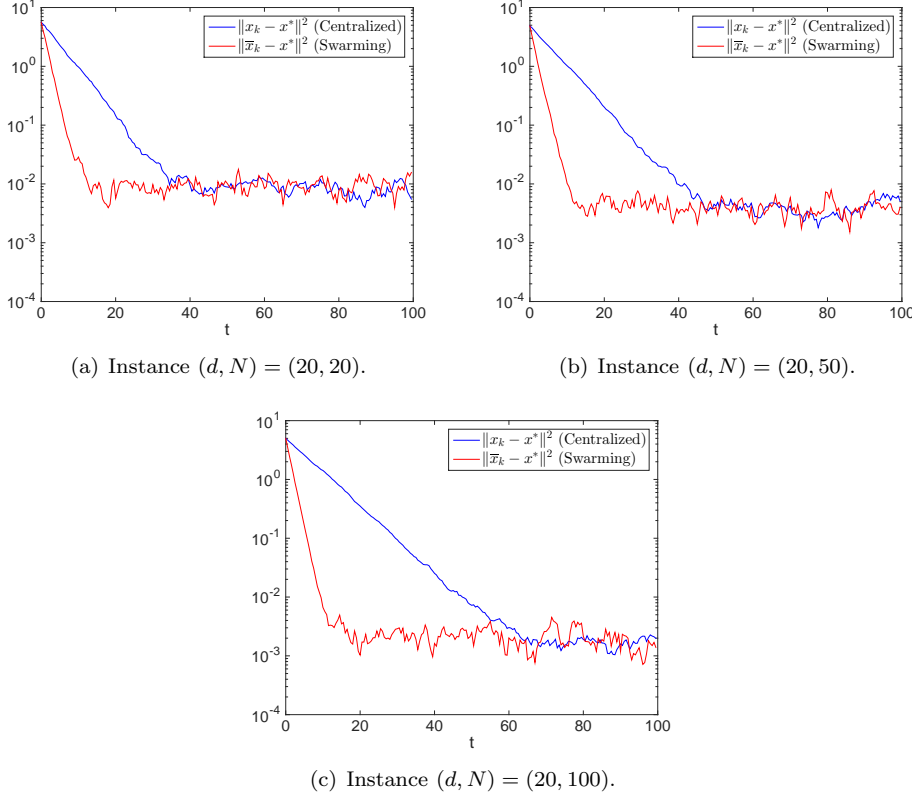 10^1
10^0
10^-1
10^-2
10^-3
10^-4
0 20 40 60 80 100
t
‖x_k − x*‖² (Centralized)
‖x̅_k − x*‖² (Swarming)
(a) Instance (d, N) = (20, 20).
10^1
10^0
10^-1
10^-2
10^-3
10^-4
0 20 40 60 80 100
t
‖x_k − x*‖² (Centralized)
‖x̅_k − x*‖² (Swarming)
(b) Instance (d, N) = (20, 50).
10^1
10^0
10^-1
10^-2
10^-3
10^-4
0 20 40 60 80 100
t
‖x_k − x*‖² (Centralized)
‖x̅_k − x*‖² (Swarming)
(c) Instance (d, N) = (20, 100).